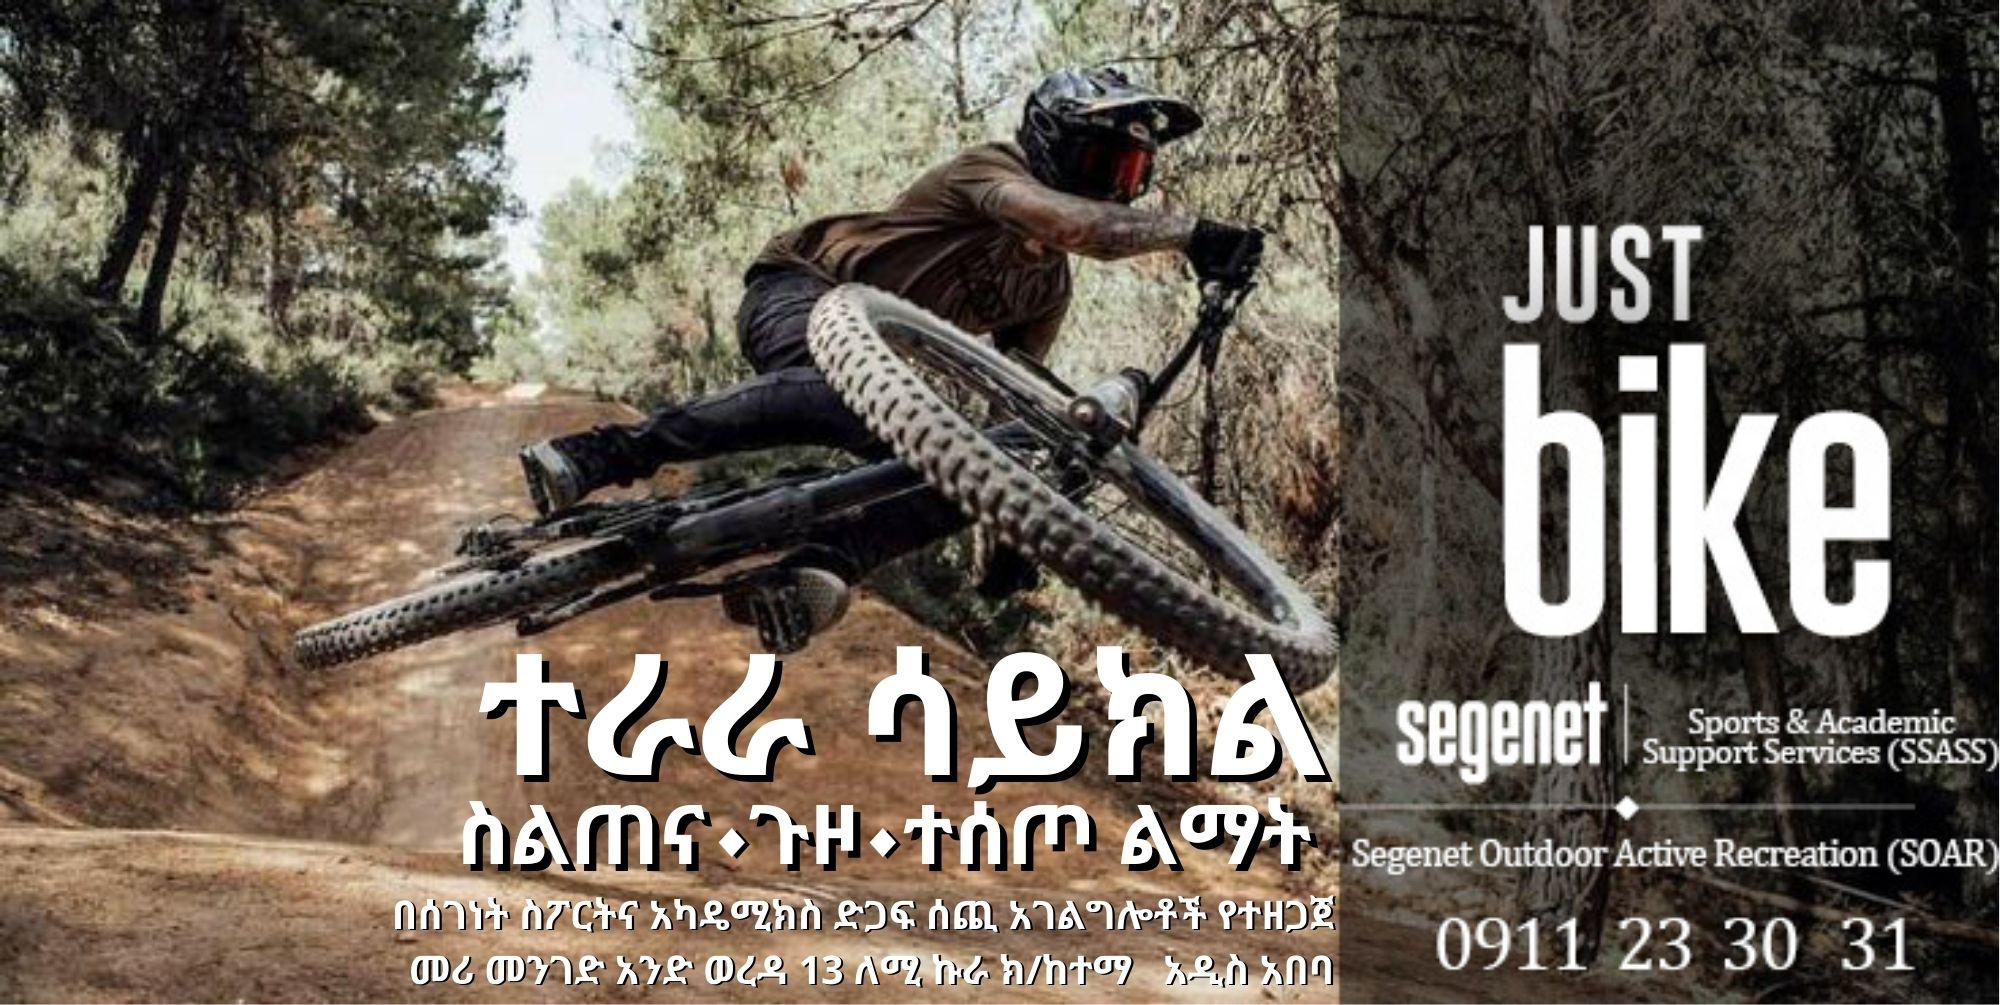 ተራራ ሳይክል
ስልጠና•ጉዞ•ተሰጦ ልማት
በሰገነት ስፖርትና አካዴሚክስ ድጋፍ ሰጪ አገልግሎቶች የተዘጋጀ
መሪ መንገድ አንድ ወረዳ 13 ለሚ ኩራ ክ/ከተማ አዲስ አበባ
JUST
bike
segenet | Sports & Academic
Support Services (SSASS)
Segenet Outdoor Active Recreation (SOAR)
0911 23 30 31